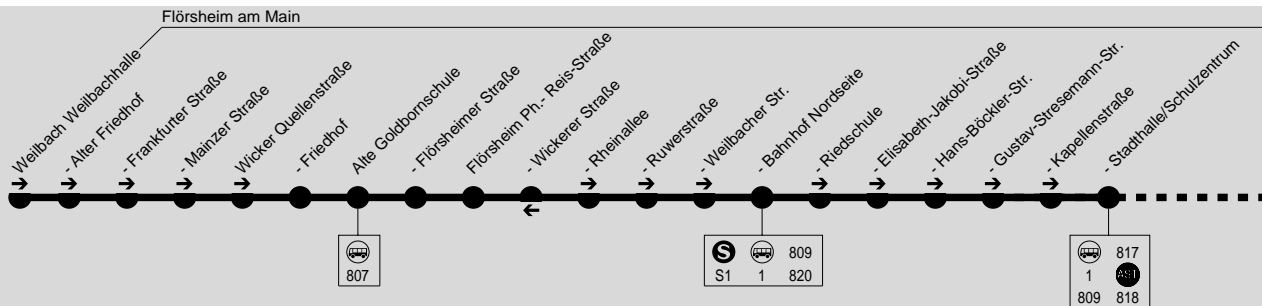 Flörsheim am Main
Weilbach Weilbachhalle
- Alter Friedhof
- Frankfurter Straße
- Mainzer Straße
Wicker Quellenstraße
- Friedhof
Alte Goldbornschule
- Flörsheimer Straße
Flörsheim Ph.- Reis-Straße
- Wickerer Straße
- Rheinallee
- Ruwerstraße
- Weilbacher Str.
- Bahnhof Nordseite
- Riedschule
- Elisabeth-Jakobi-Straße
- Hans-Böckler-Str.
- Gustav-Stresemann-Str.
- Kapellenstraße
- Stadthalle/Schulzentrum
807
S 809
S1 1 820
817
1 AST
809 818